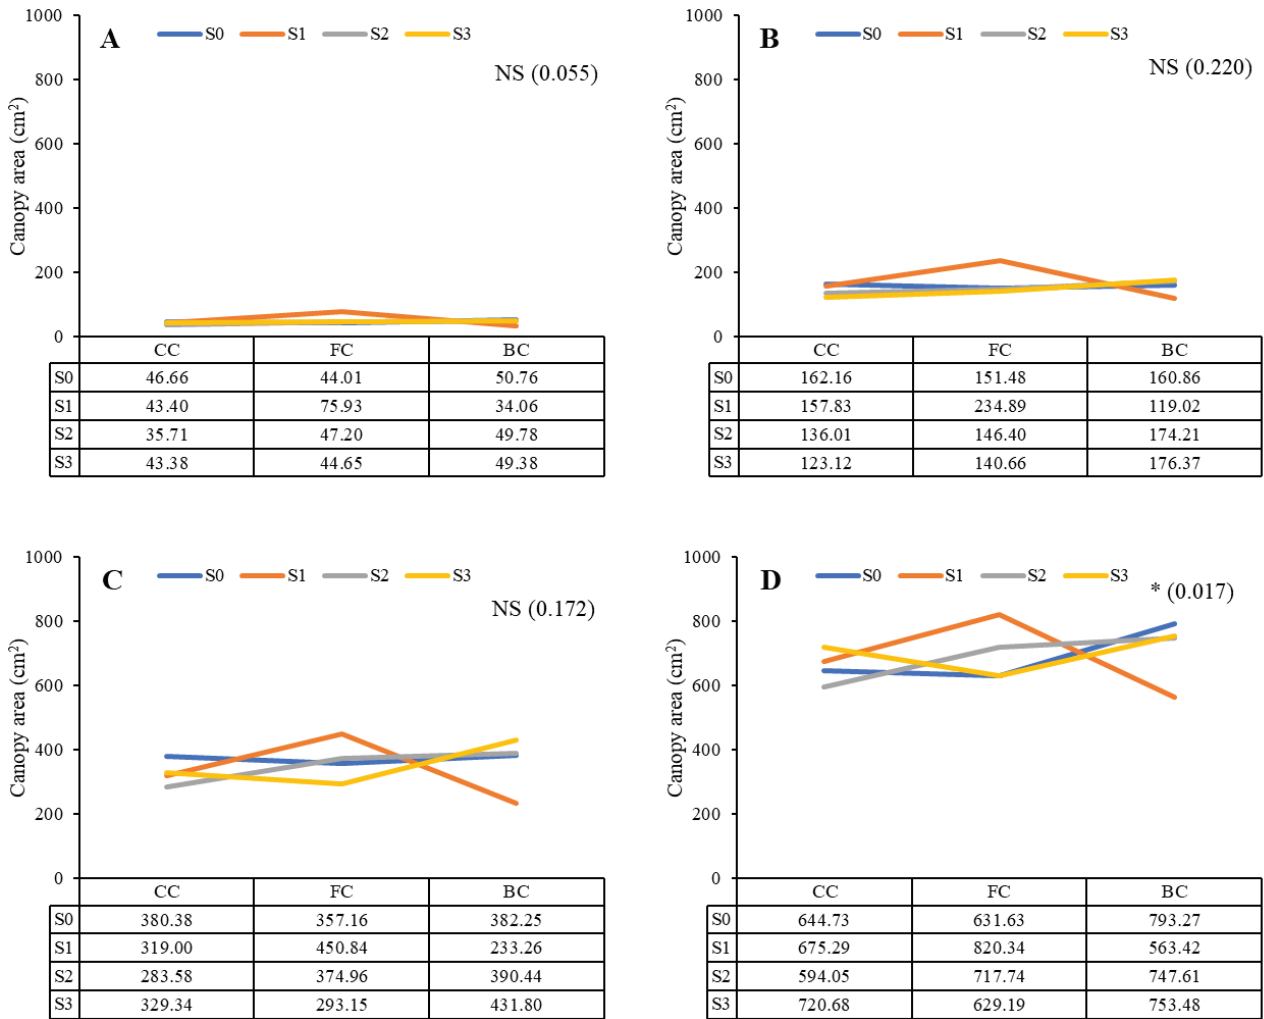 A
S0 S1 S2 S3
NS (0.055)
Canopy area (cm²)
1000
800
600
400
200
0
CC FC BC
S0 46.66 44.01 50.76
S1 43.40 75.93 34.06
S2 35.71 47.20 49.78
S3 43.38 44.65 49.38
B
S0 S1 S2 S3
NS (0.220)
Canopy area (cm²)
1000
800
600
400
200
0
CC FC BC
S0 162.16 151.48 160.86
S1 157.83 234.89 119.02
S2 136.01 146.40 174.21
S3 123.12 140.66 176.37
C
S0 S1 S2 S3
NS (0.172)
Canopy area (cm²)
1000
800
600
400
200
0
CC FC BC
S0 380.38 357.16 382.25
S1 319.00 450.84 233.26
S2 283.58 374.96 390.44
S3 329.34 293.15 431.80
D
S0 S1 S2 S3
* (0.017)
Canopy area (cm²)
1000
800
600
400
200
0
CC FC BC
S0 644.73 631.63 793.27
S1 675.29 820.34 563.42
S2 594.05 717.74 747.61
S3 720.68 629.19 753.48